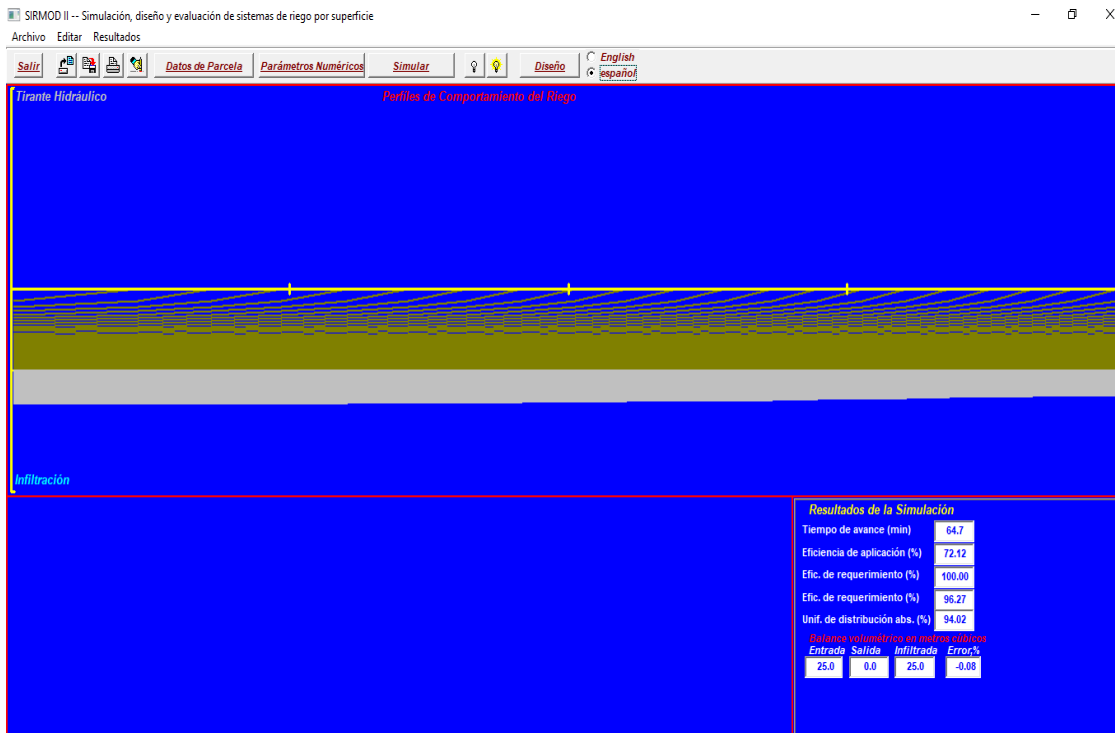 SIRMOD II -- Simulación, diseño y evaluación de sistemas de riego por superficie
Archivo Editar Resultados
Salir Datos de Parcela Parámetros Numéricos Simular Diseño English
español
Tirante Hidráulico Perfiles de Comportamiento del Riego
Infiltración
Resultados de la Simulación
Tiempo de avance (min) 64.7
Eficiencia de aplicación (%) 72.12
Efic. de requerimiento (%) 100.00
Efic. de requerimiento (%) 96.27
Unif. de distribución abs. (%) 94.02
Balance volumétrico en metros cúbicos
Entrada Salida Infiltrada Error,%
25.0 0.0 25.0 -0.08